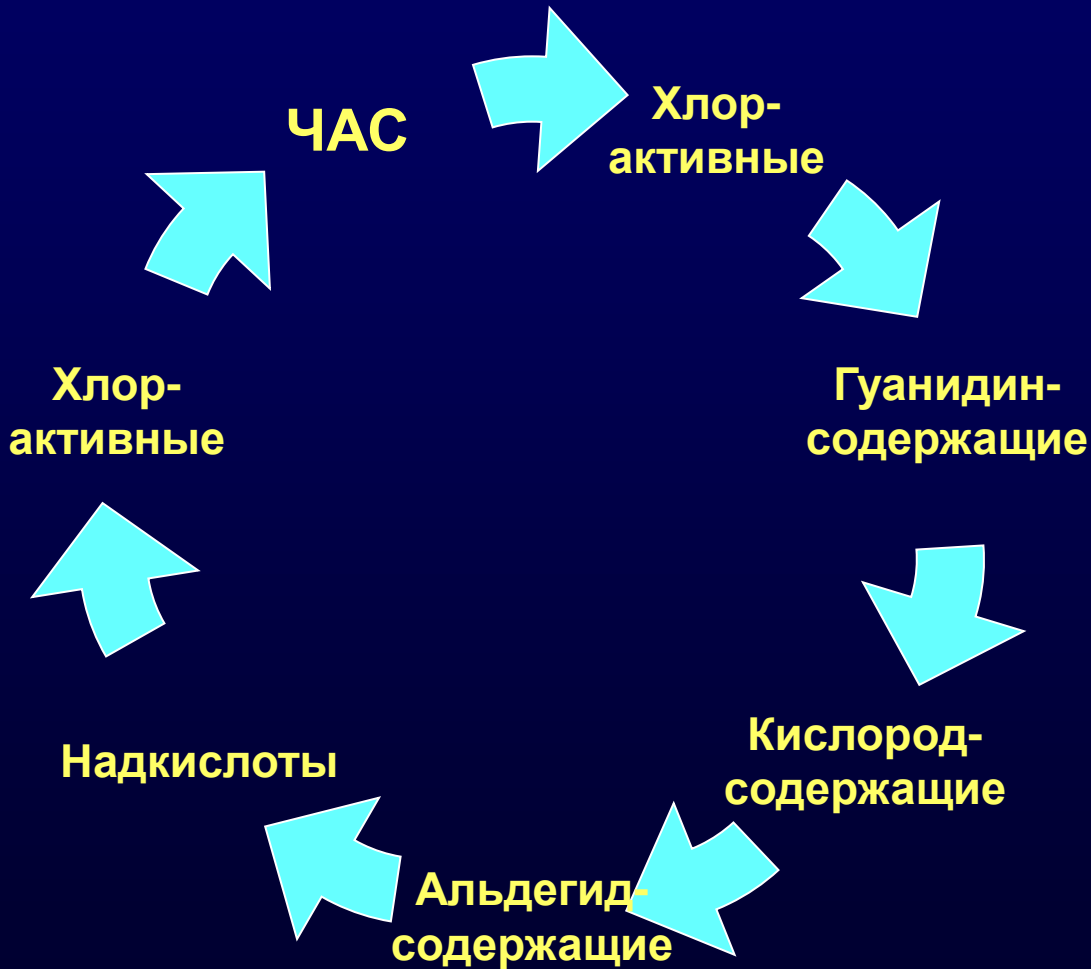 ЧАС
Хлор-
активные
Гуанидин-
содержащие
Кислород-
содержащие
Альдегид-
содержащие
Надкислоты
Хлор-
активные